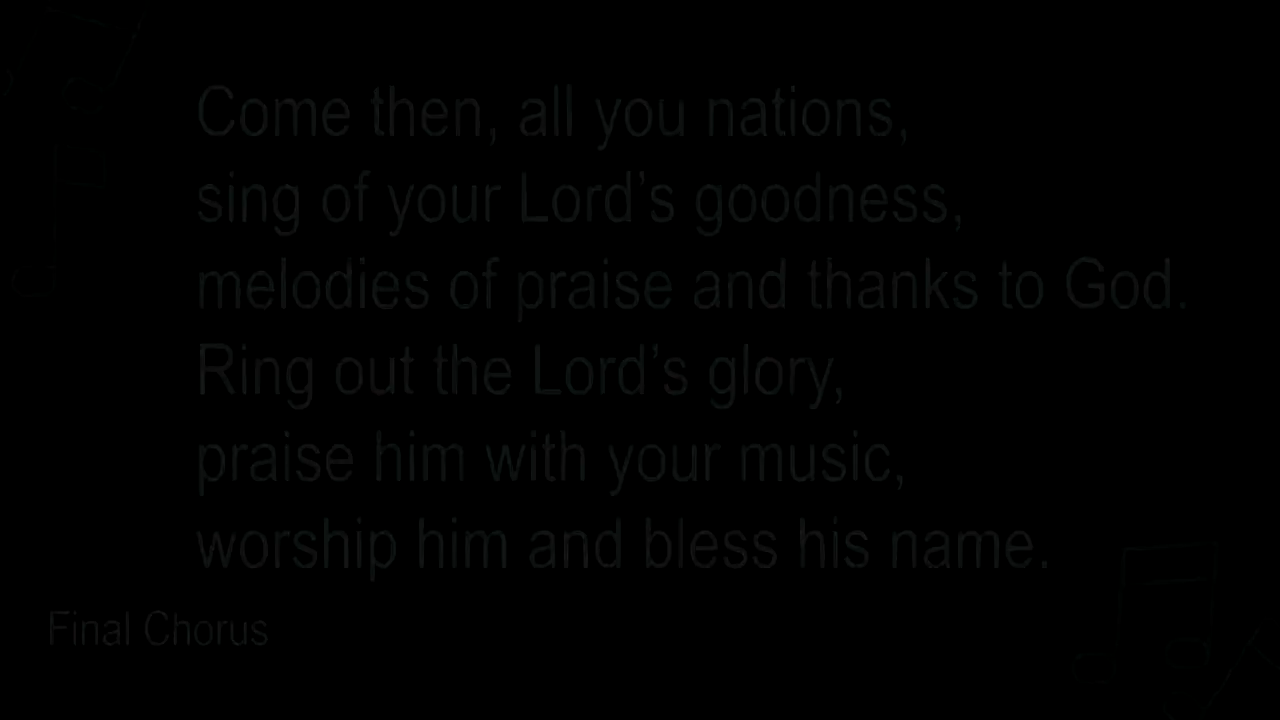 Come then, all you nations,
sing of your Lord’s goodness,
melodies of praise and thanks to God.
Ring out the Lord’s glory,
praise him with your music,
worship him and bless his name.
Final Chorus